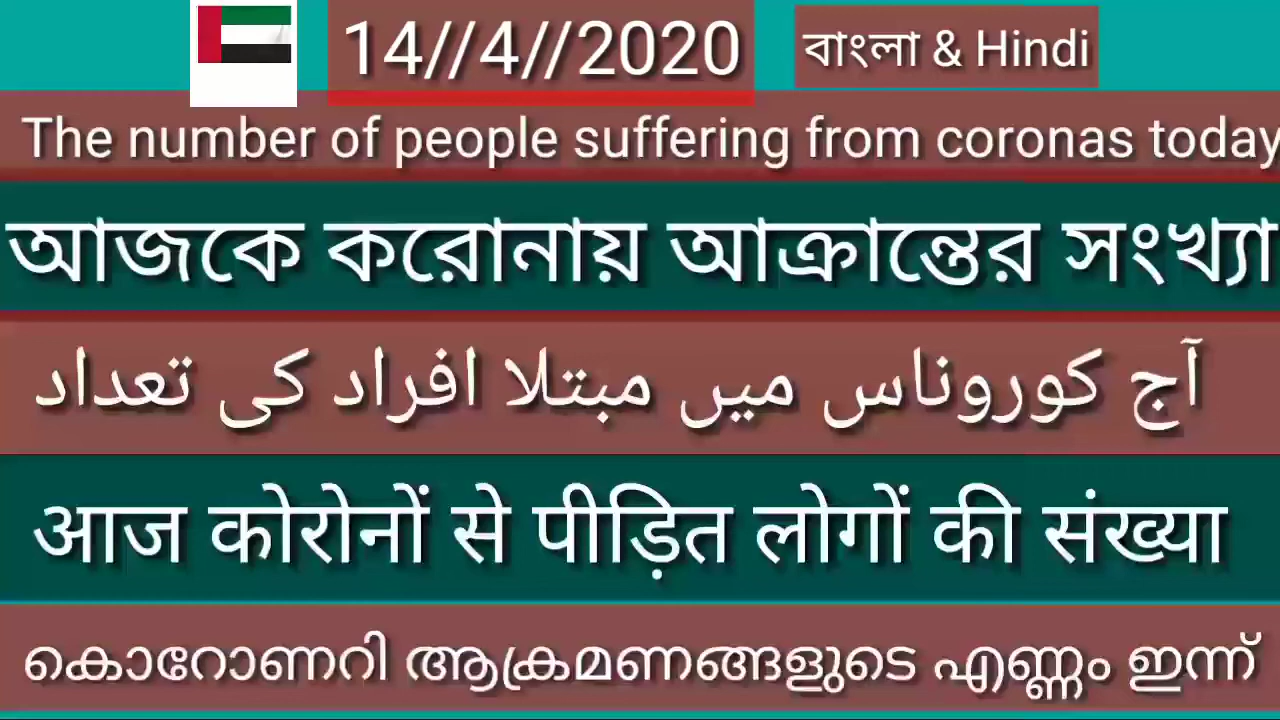 14//4//2020
বাংলা & Hindi
The number of people suffering from coronas today
আজকে করোনায় আক্রান্তের সংখ্যা
آج کوروناس میں مبتلا افراد کی تعداد
आज कोरोनों से पीड़ित लोगों की संख्या
കൊറോണറി ആക്രമണങ്ങളുടെ എണ്ണം ഇന്ന്